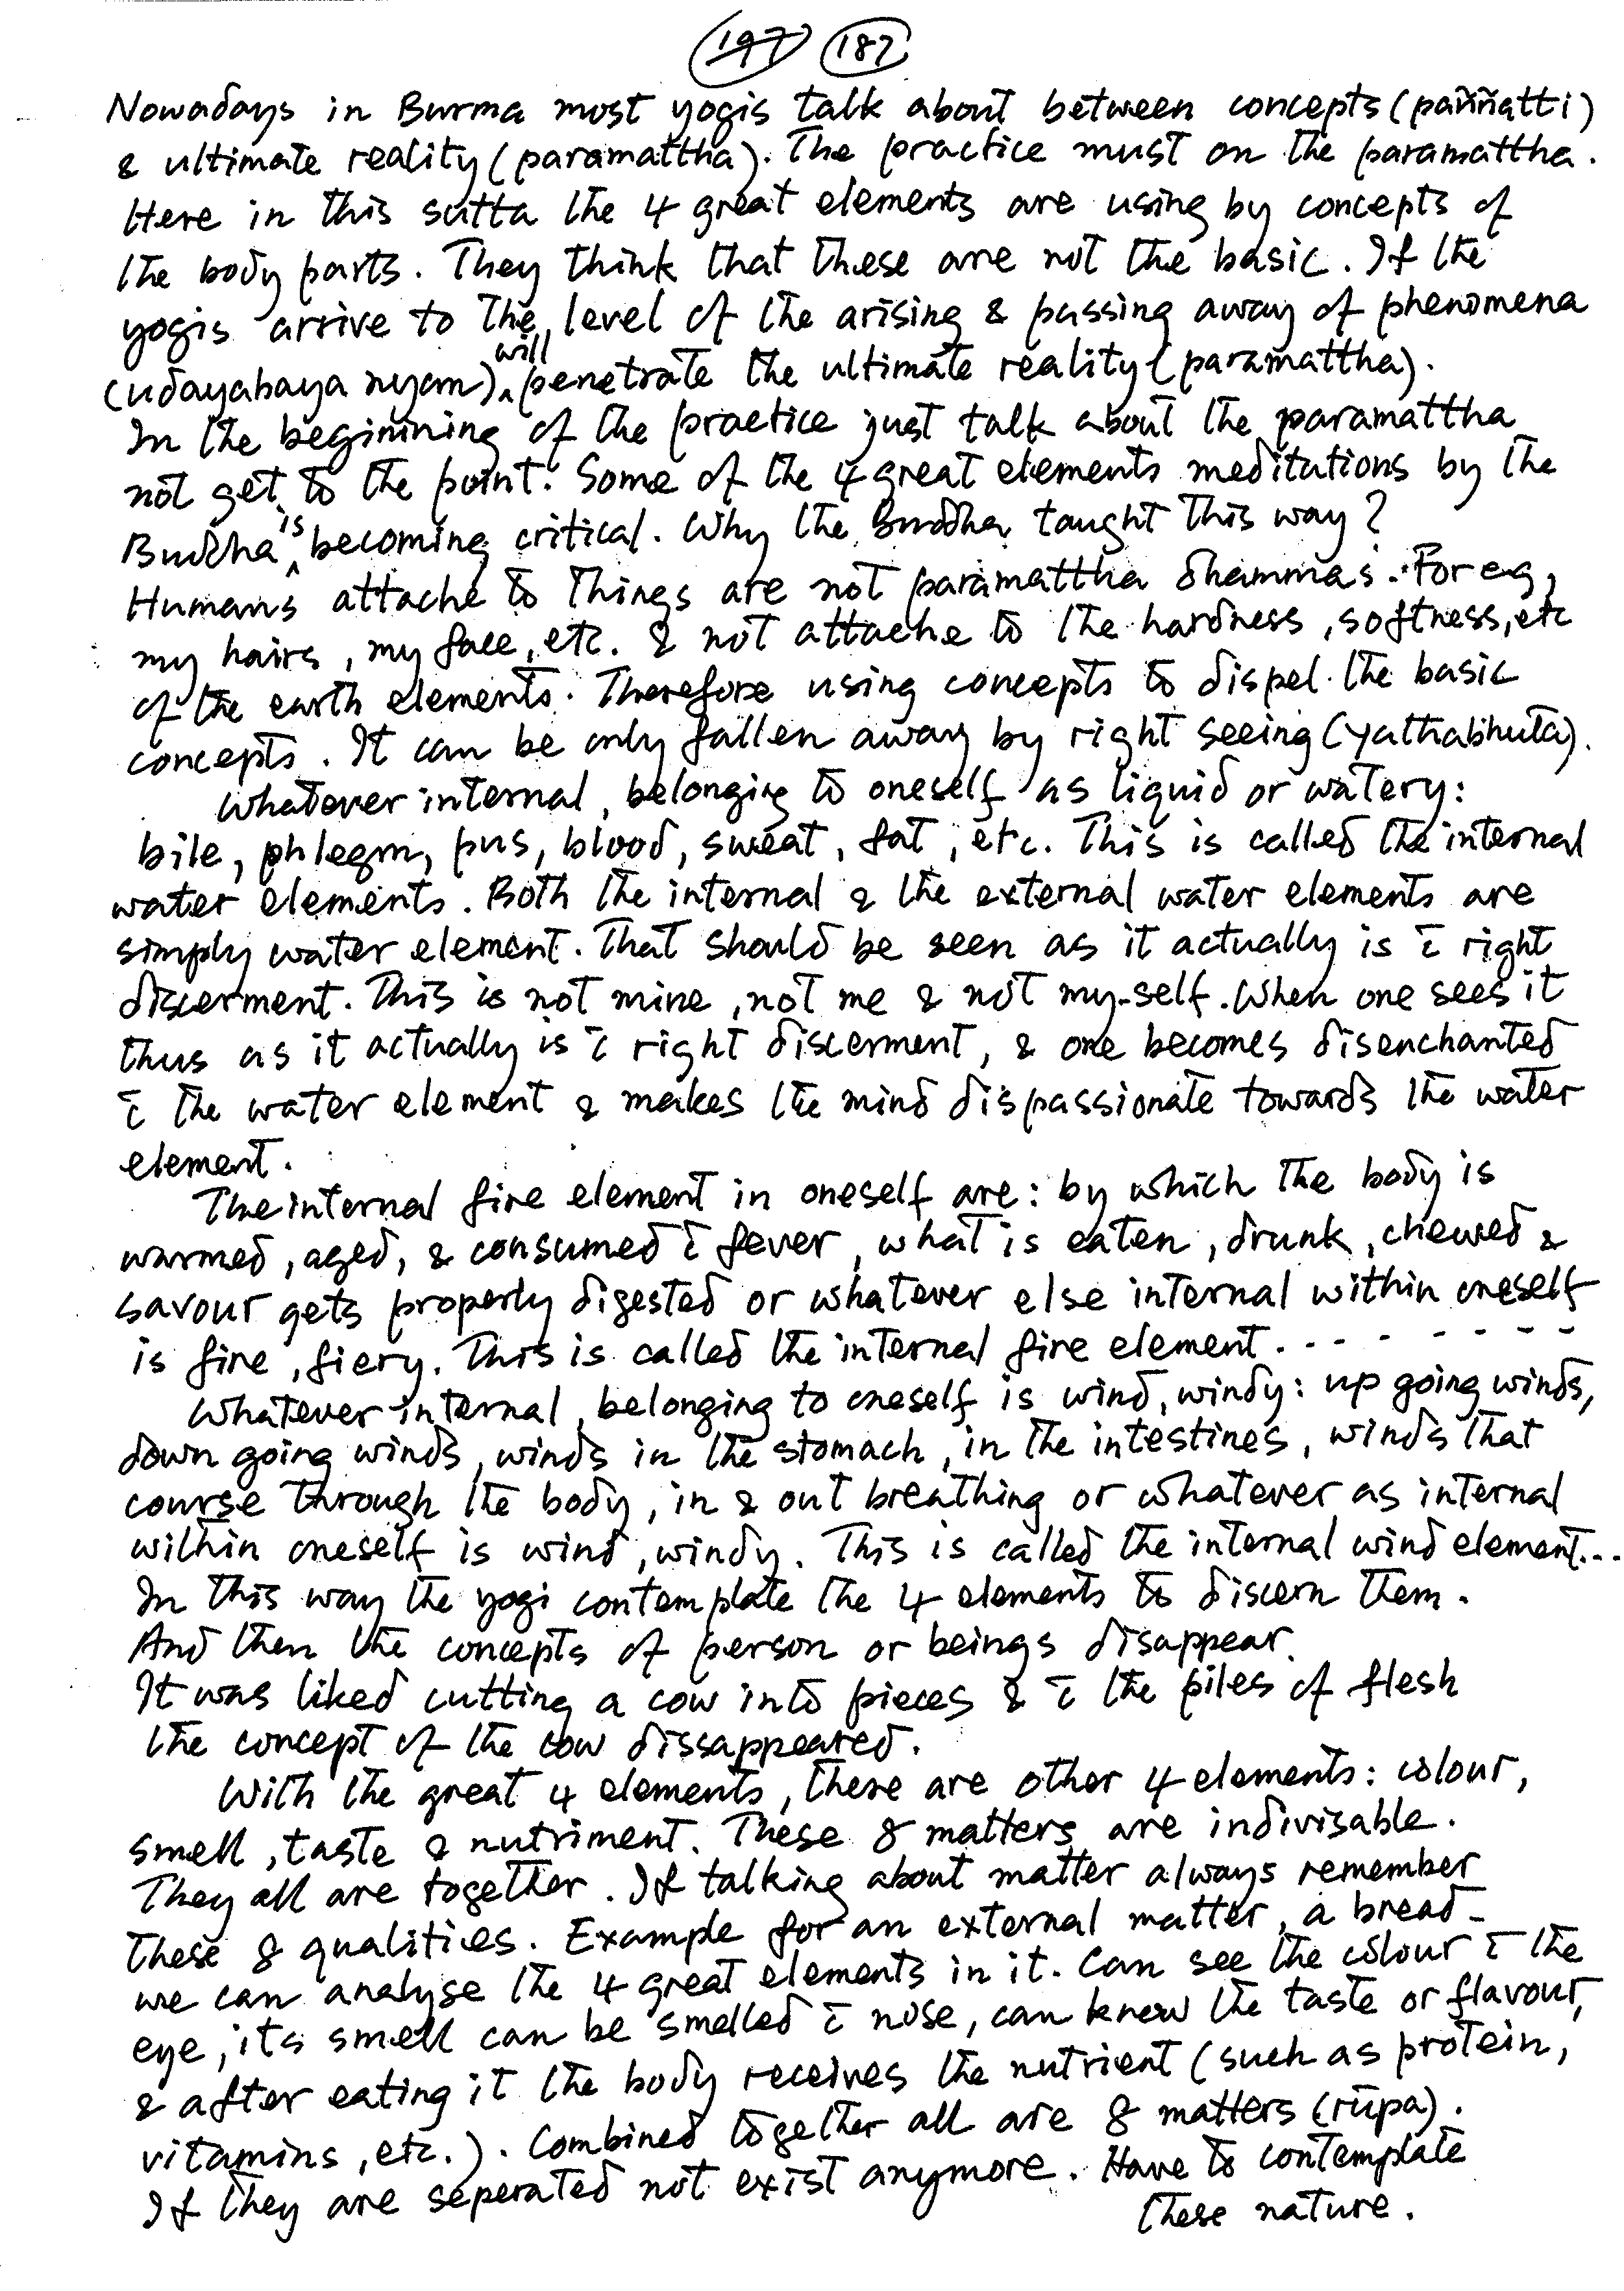 197 187
Nowadays in Burma most yogis talk about between concepts (paññatti)
& ultimate reality (paramattha). The practice must on the paramattha.
Here in this sutta the 4 great elements are using by concepts of
the body parts. They think that these are not the basic. If the
yogis arrive to the level of the arising & passing away of phenomena
(udayabaya nyam) will penetrate the ultimate reality (paramattha).
In the beginining of the practice just talk about the paramattha
not get to the point. Some of the 4 great elements meditations by the
Buddha is becoming critical. Why the Buddha taught this way?
Humans attache to things are not paramattha dhammas. For eg,
my hairs, my face, etc. & not attache to the hardness, softness, etc
of the earth elements. Therefore using concepts to dispel the basic
concepts. It can be only fallen away by right seeing (yathabhuta).
Whatever internal, belonging to oneself as liquid or watery:
bile, phlegm, pus, blood, sweat, fat, etc. This is called the internal
water elements. Both the internal & the external water elements are
simply water element. That should be seen as it actually is c̄ right
discerment. This is not mine, not me & not my-self. When one sees it
thus as it actually is c̄ right discerment, & one becomes disenchanted
c̄ the water element & makes the mind dispassionate towards the water
element.
The internal fire element in oneself are: by which the body is
warmed, aged, & consumed c̄ fever, what is eaten, drunk, chewed &
savour gets properly digested or whatever else internal within oneself
is fire, fiery. This is called the internal fire element. - - - - - - - -
Whatever internal, belonging to oneself is wind, windy: up going winds,
down going winds, winds in the stomach, in the intestines, winds that
course through the body, in & out breathing or whatever as internal
within oneself is wind, windy. This is called the internal wind element...
In this way the yogi contemplate the 4 elements to discern them.
And then the concepts of person or beings disappear.
It was liked cutting a cow into pieces & c̄ the piles of flesh
the concept of the cow dissappeared.
With the great 4 elements, there are other 4 elements: colour,
smell, taste & nutriment. These 8 matters are indivisable.
They all are together. If talking about matter always remember
these 8 qualities. Example for an external matter, a bread-
we can analyse the 4 great elements in it. Can see the colour c̄ the
eye, its smell can be smelled c̄ nose, can know the taste or flavour,
& after eating it the body receives the nutrient (such as protein,
vitamins, etc.). Combined together all are 8 matters (rūpa).
If they are seperated not exist anymore. Have to contemplate
these nature.